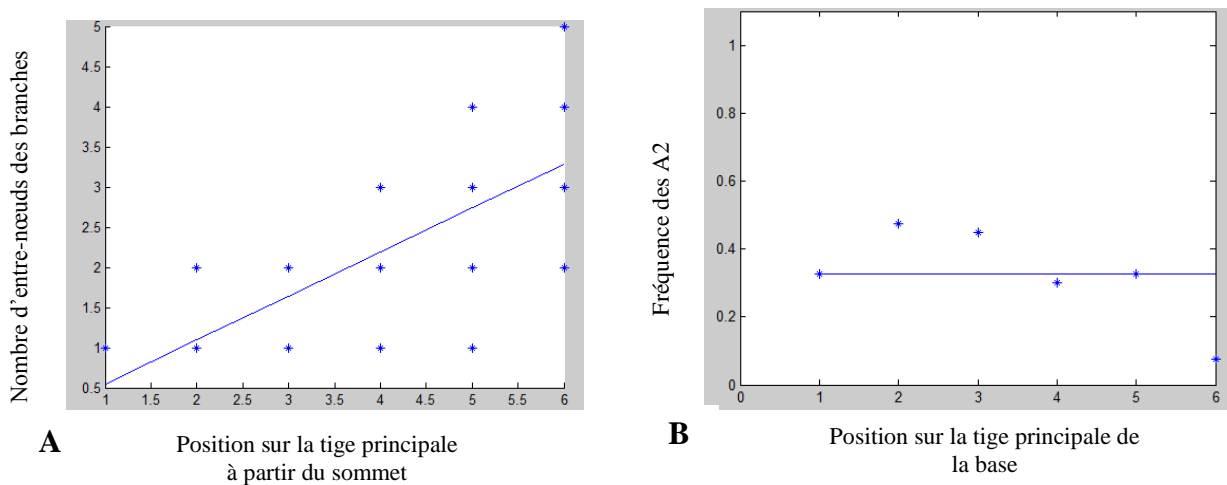 Nombre d'entre-nœuds des branches
5
4.5
4
3.5
3
2.5
2
1.5
1
0.5
1 1.5 2 2.5 3 3.5 4 4.5 5 5.5 6
A
Position sur la tige principale
à partir du sommet
Fréquence des A2
1
0.8
0.6
0.4
0.2
0
0 1 2 3 4 5 6
B
Position sur la tige principale de
la base